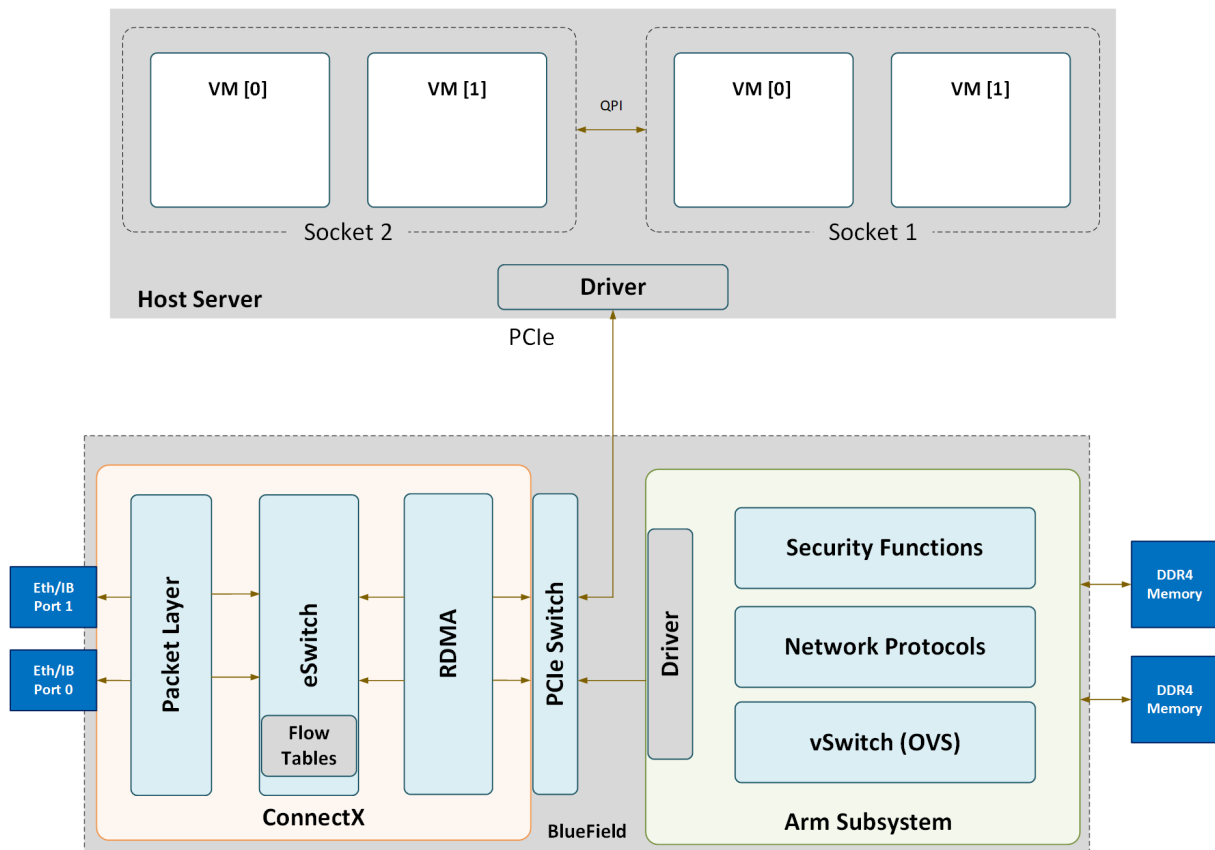 VM [0]
VM [1]
QPI
VM [0]
VM [1]
Socket 2
Socket 1
Driver
Host Server
PCIe
Eth/IB
Port 1
Eth/IB
Port 0
Packet Layer
eSwitch
Flow
Tables
RDMA
PCIe Switch
ConnectX
BlueField
Driver
Security Functions
Network Protocols
vSwitch (OVS)
Arm Subsystem
DDR4
Memory
DDR4
Memory